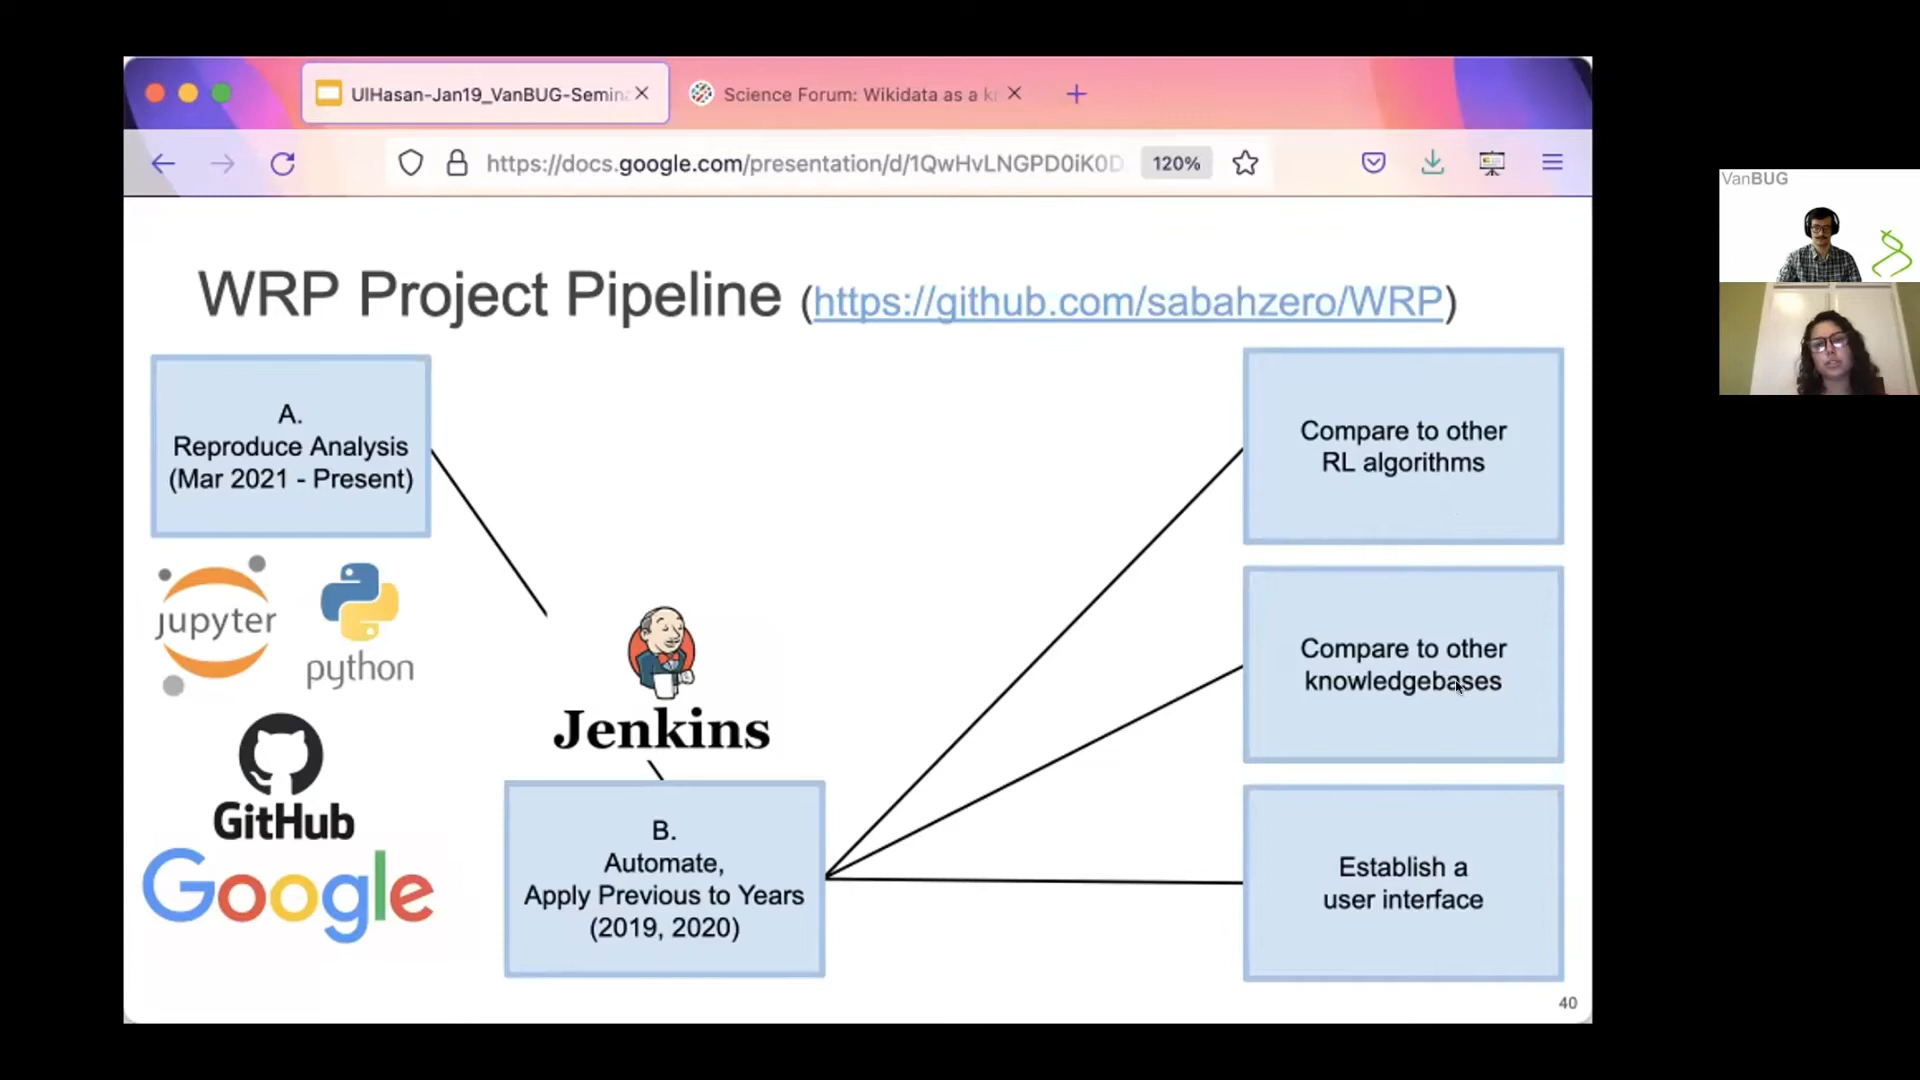 UlHasan-Jan19_VanBUG-Semin
Science Forum: Wikidata as a k
https://docs.google.com/presentation/d/1QwHvLNGPD0iK0D
120%
VanBUG
WRP Project Pipeline (https://github.com/sabahzero/WRP)
A.
Reproduce Analysis
(Mar 2021 - Present)
jupyter
python
GitHub
Google
Jenkins
B.
Automate,
Apply Previous to Years
(2019, 2020)
Compare to other
RL algorithms
Compare to other
knowledgebases
Establish a
user interface
40